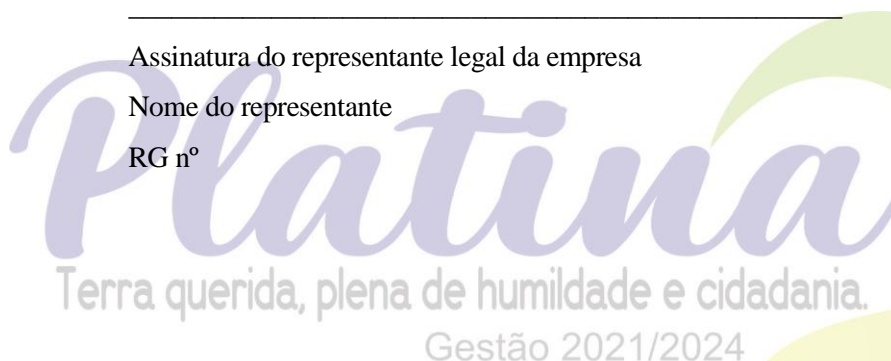 Assinatura do representante legal da empresa
Nome do representante
RG nº
Platina
Terra querida, plena de humildade e cidadania.
Gestão 2021/2024